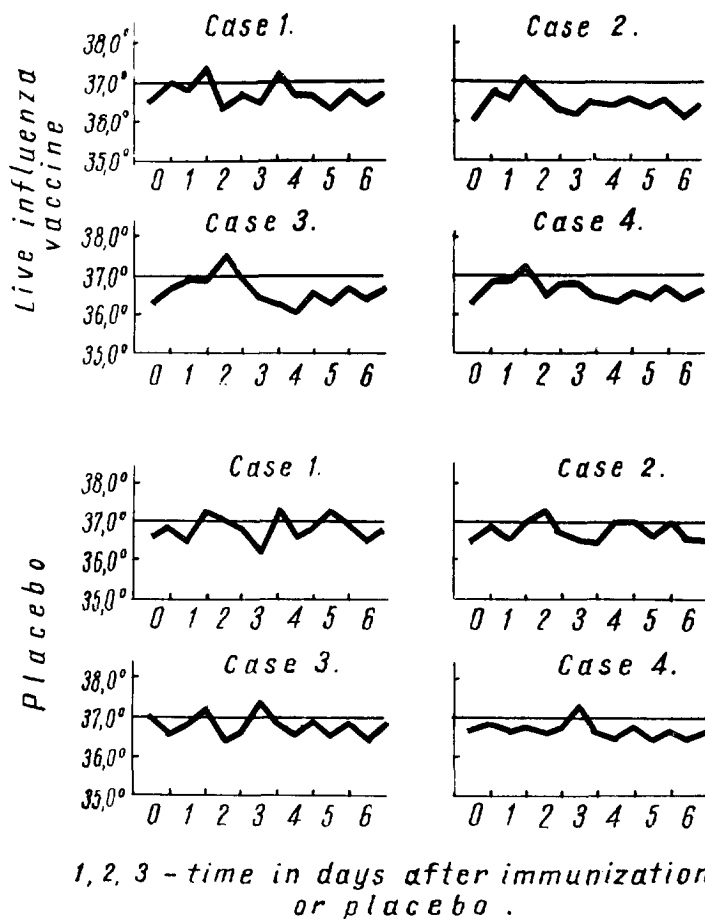 Live influenza
vaccine
Case 1.
38,0°
37,0°
36,0°
35,0°
0 1 2 3 4 5 6
Case 2.
0 1 2 3 4 5 6
Case 3.
38,0°
37,0°
36,0°
35,0°
0 1 2 3 4 5 6
Case 4.
0 1 2 3 4 5 6
Placebo
Case 1.
38,0°
37,0°
36,0°
35,0°
0 1 2 3 4 5 6
Case 2.
0 1 2 3 4 5 6
Case 3.
38,0°
37,0°
36,0°
35,0°
0 1 2 3 4 5 6
Case 4.
0 1 2 3 4 5 6
1, 2, 3 - time in days after immunization
or placebo.